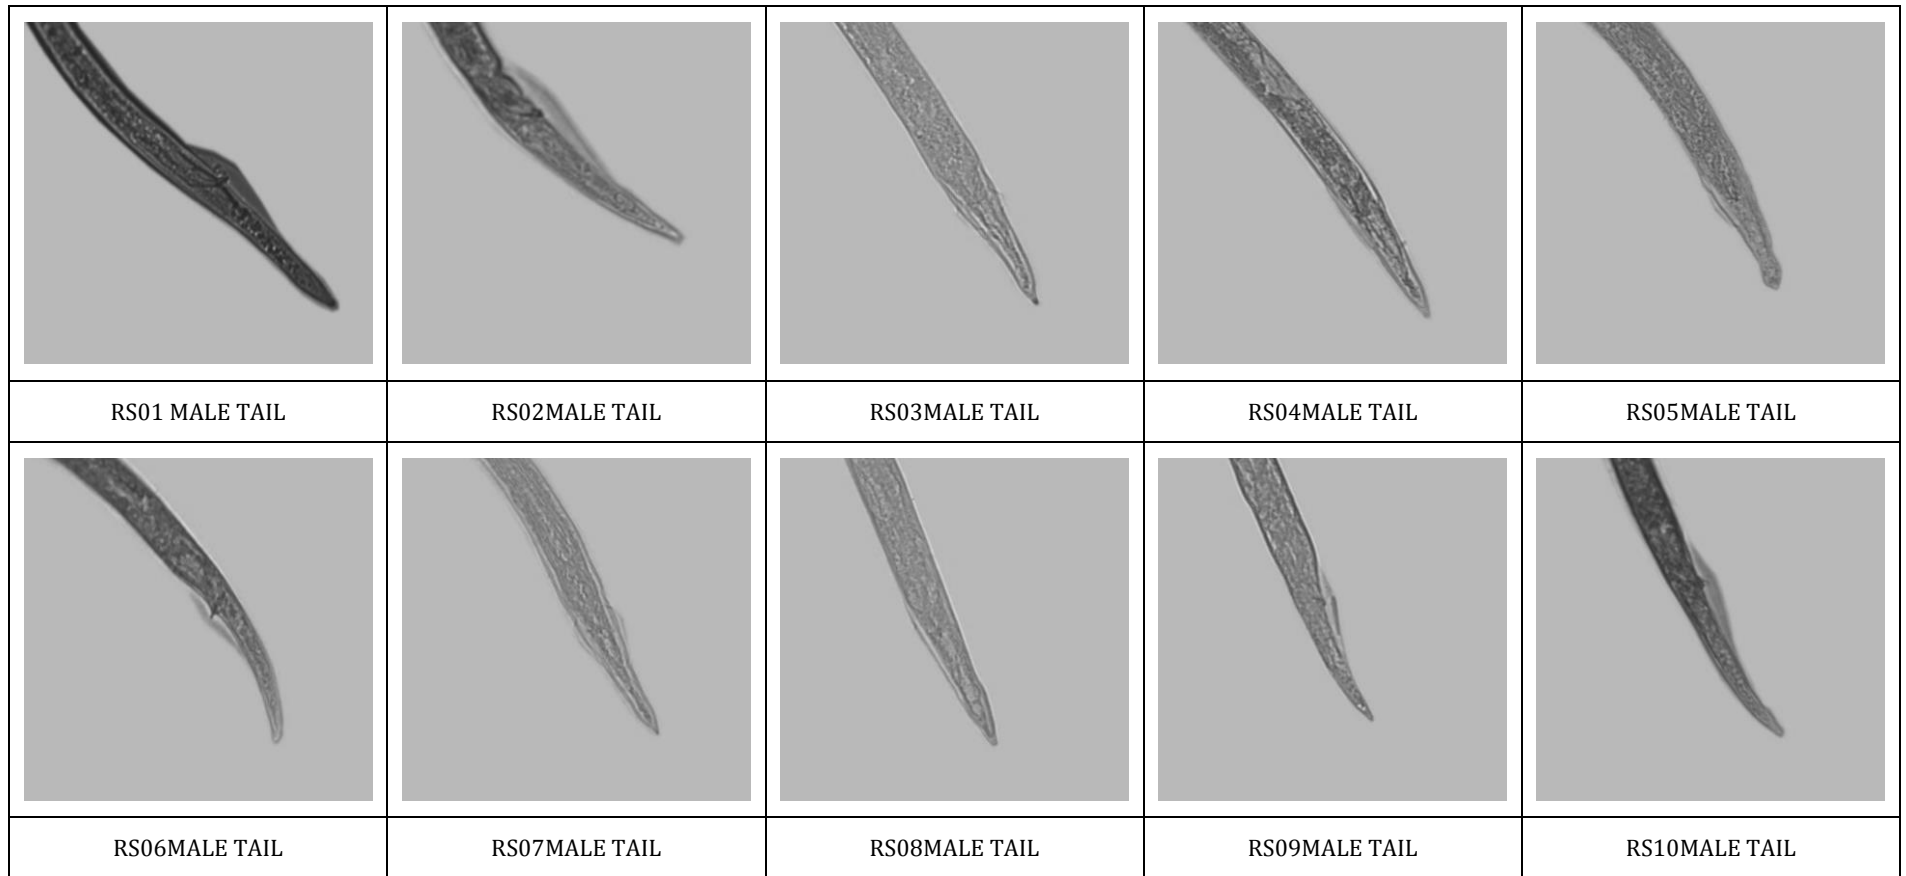 RS01 MALE TAIL
RS02MALE TAIL
RS03MALE TAIL
RS04MALE TAIL
RS05MALE TAIL
RS06MALE TAIL
RS07MALE TAIL
RS08MALE TAIL
RS09MALE TAIL
RS10MALE TAIL